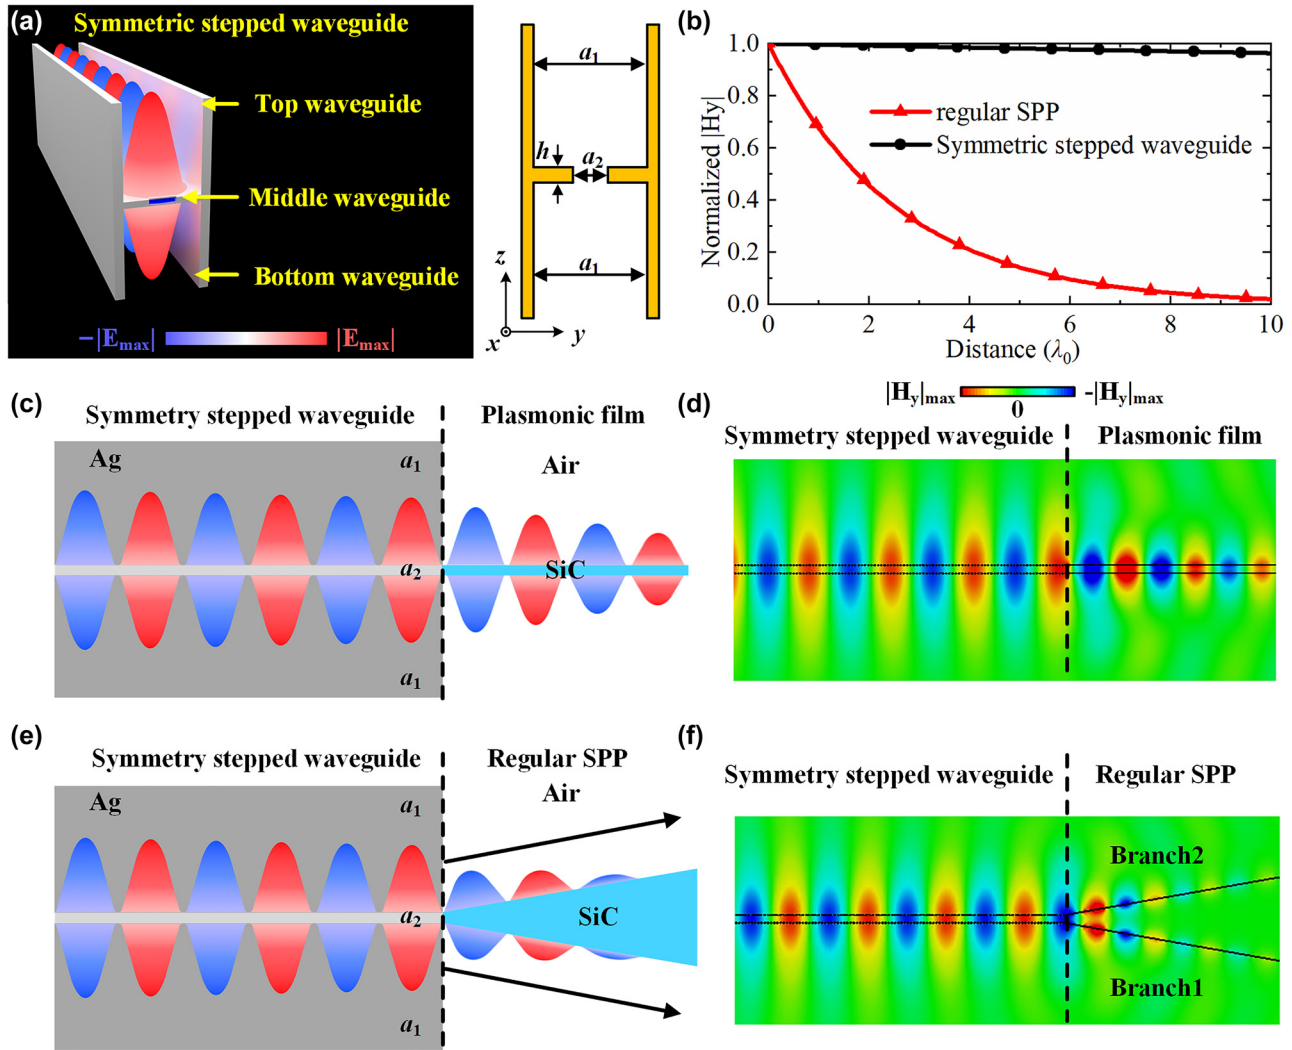 (a)
Symmetric stepped waveguide
Top waveguide
Middle waveguide
Bottom waveguide
−|Emax|
|Emax|
a1
h
a2
a1
z
x
y
(b)
Normalized |Hy|
1.0
0.8
0.6
0.4
0.2
0.0
regular SPP
Symmetric stepped waveguide
0 2 4 6 8 10
Distance (λ0)
(c)
Symmetry stepped waveguide
Plasmonic film
Ag
a1
Air
a2
SiC
a1
|Hy|max
0
-|Hy|max
(d)
Symmetry stepped waveguide
Plasmonic film
(e)
Symmetry stepped waveguide
Regular SPP
Ag
a1
Air
a2
SiC
a1
(f)
Symmetry stepped waveguide
Regular SPP
Branch2
Branch1